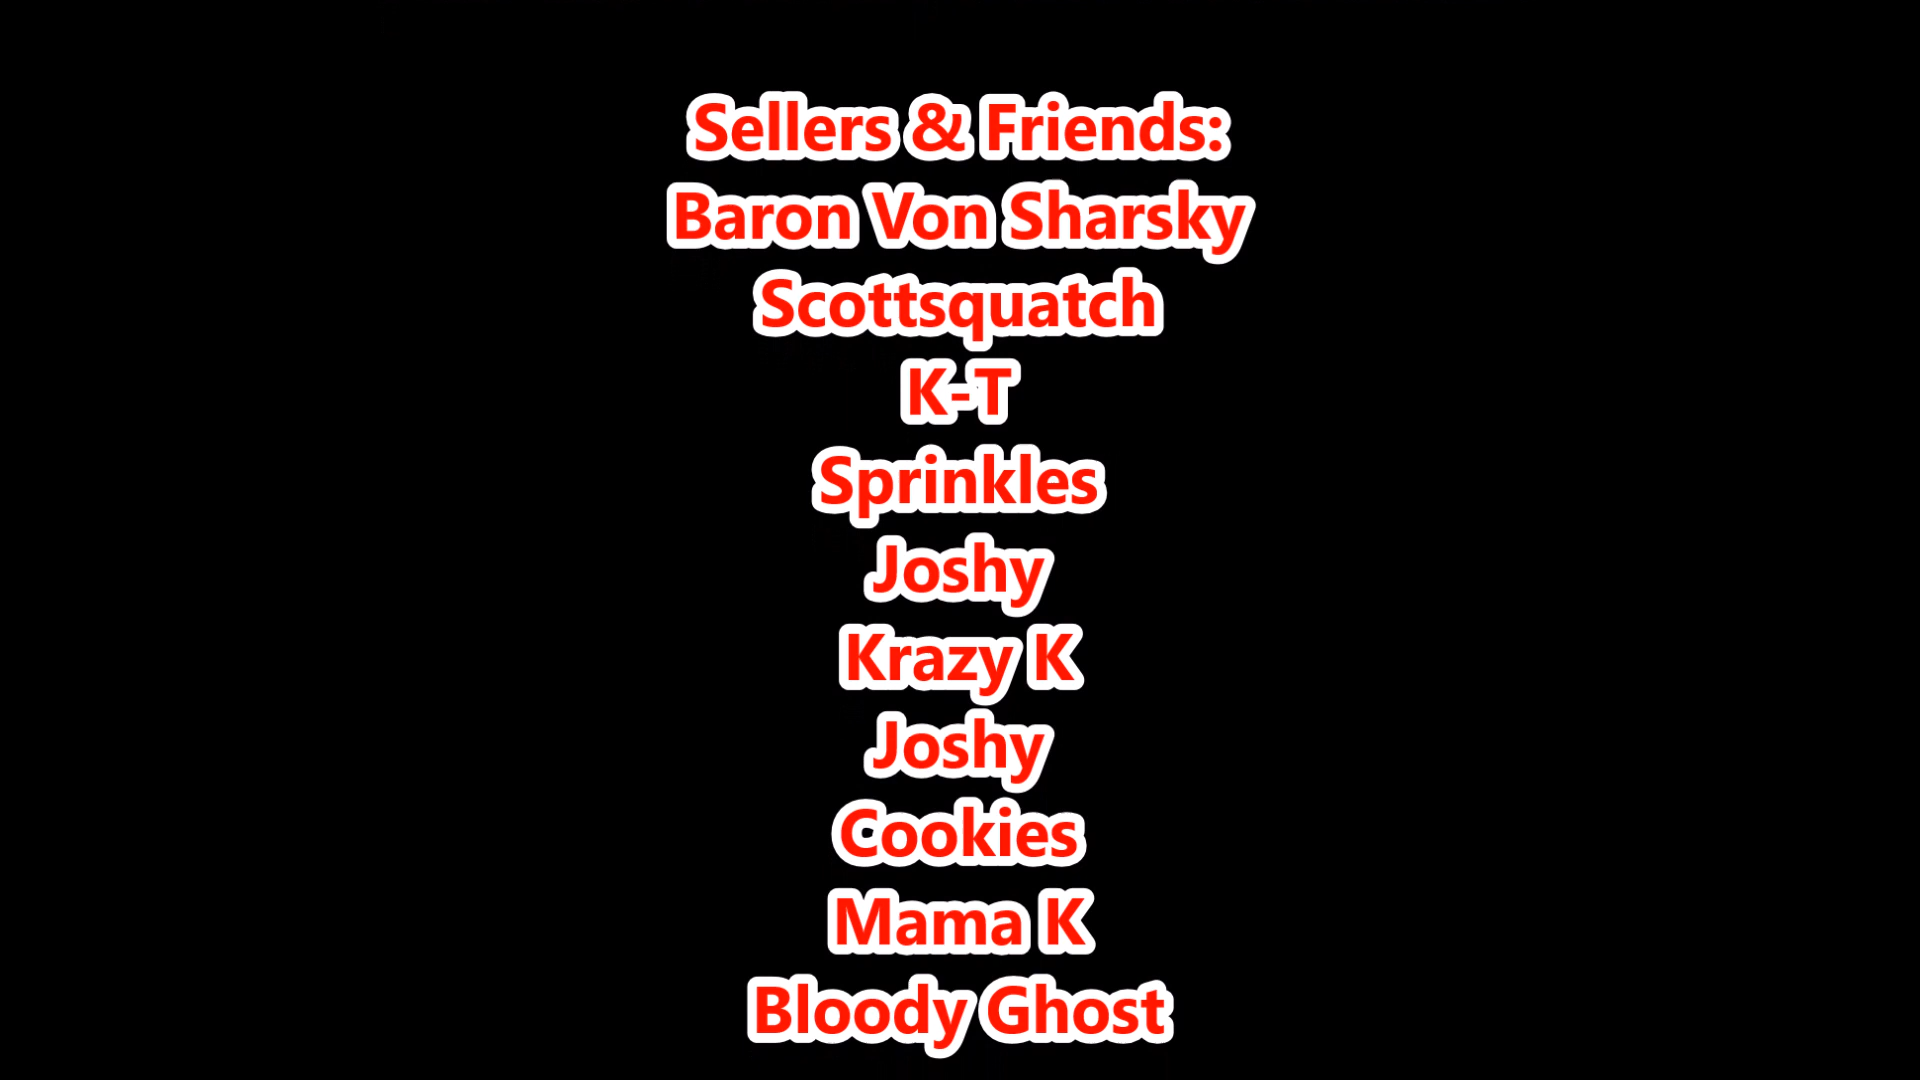 Sellers & Friends:
Baron Von Sharsky
Scottsquatch
K-T
Sprinkles
Joshy
Krazy K
Joshy
Cookies
Mama K
Bloody Ghost